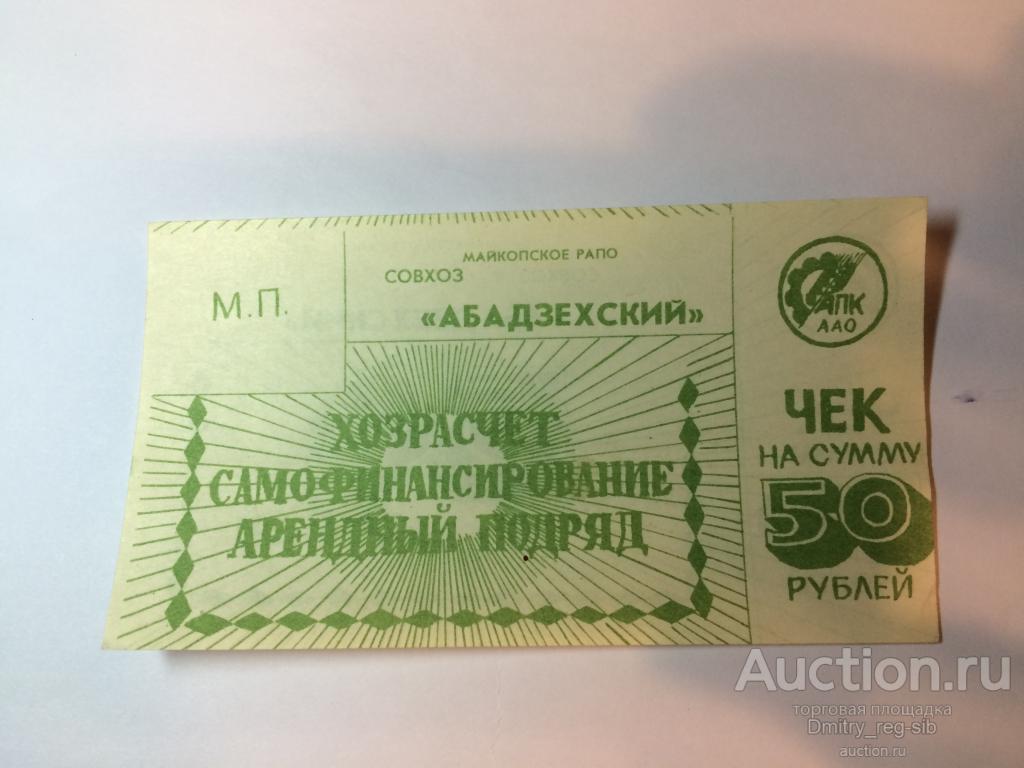 М.П.
МАЙКОПСКОЕ РАПО
СОВХОЗ
«АБАДЗЕХСКИЙ»
ХОЗРАСЧЕТ
САМОФИНАНСИРОВАНИЕ
АРЕНДНЫЙ ПОДРЯД
АПК
ААО
ЧЕК
НА СУММУ
50
РУБЛЕЙ
Auction.ru
торговая площадка
Dmitry_reg-sib
auction.ru